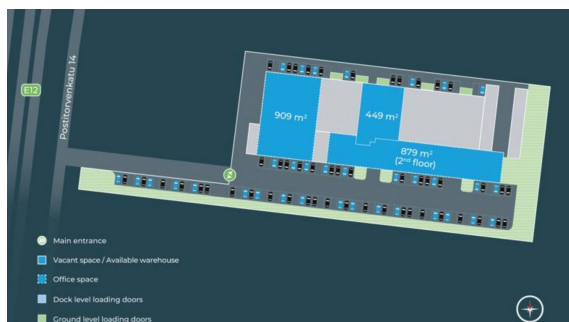 E12
Postitorvenkatu 14
909 m²
449 m²
879 m²
(2nd floor)
Main entrance
Vacant space / Available warehouse
Office space
Dock level loading doors
Ground level loading doors